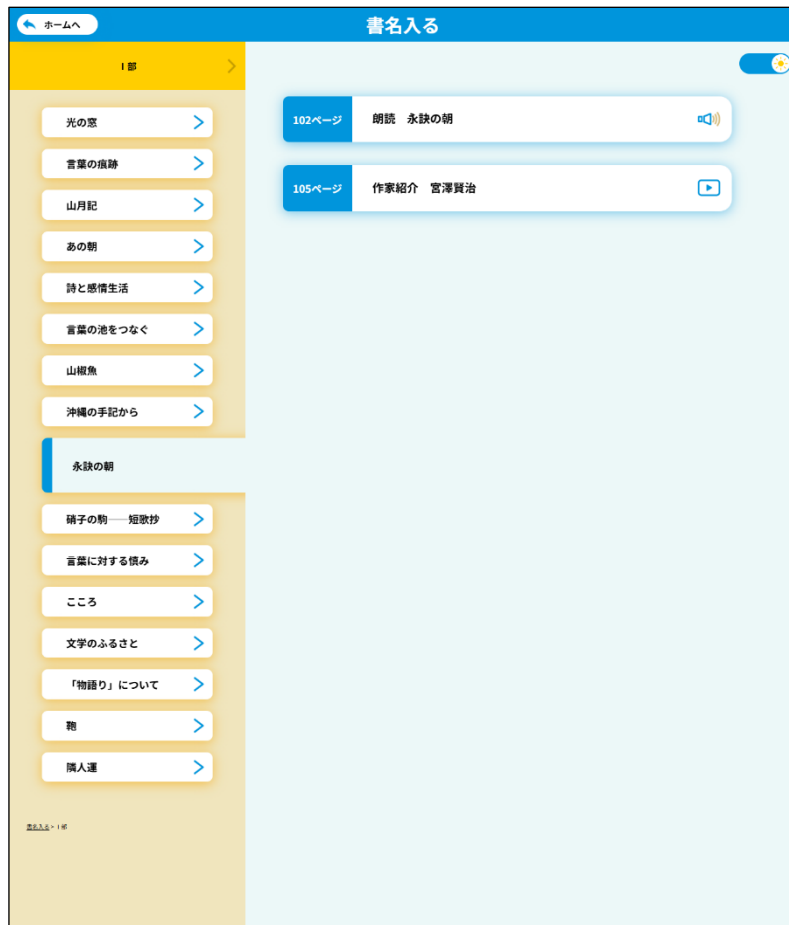 ホームへ
書名入る
Ⅰ部
光の窓
言葉の痕跡
山月記
あの朝
詩と感情生活
言葉の池をつなぐ
山椒魚
沖縄の手記から
永訣の朝
硝子の駒――短歌抄
言葉に対する慎み
こころ
文学のふるさと
「物語り」について
鞄
隣人運
書名入る > Ⅰ部
102ページ 朗読 永訣の朝
105ページ 作家紹介 宮澤賢治